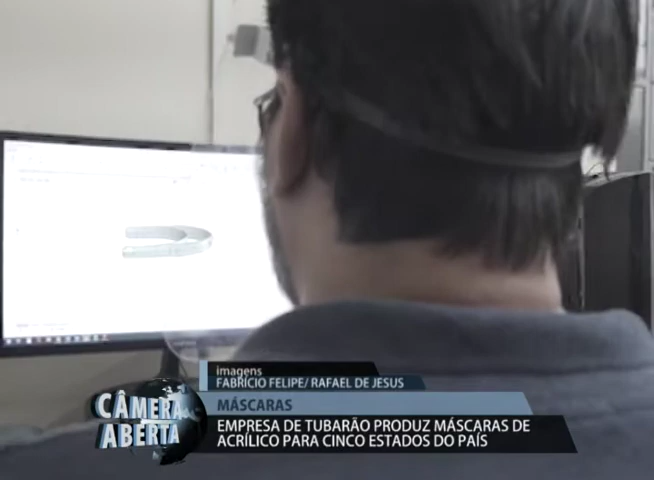 imagens
FABRÍCIO FELIPE/ RAFAEL DE JESUS
MÁSCARAS
CÂMERA
ABERTA
EMPRESA DE TUBARÃO PRODUZ MÁSCARAS DE
ACRÍLICO PARA CINCO ESTADOS DO PAÍS